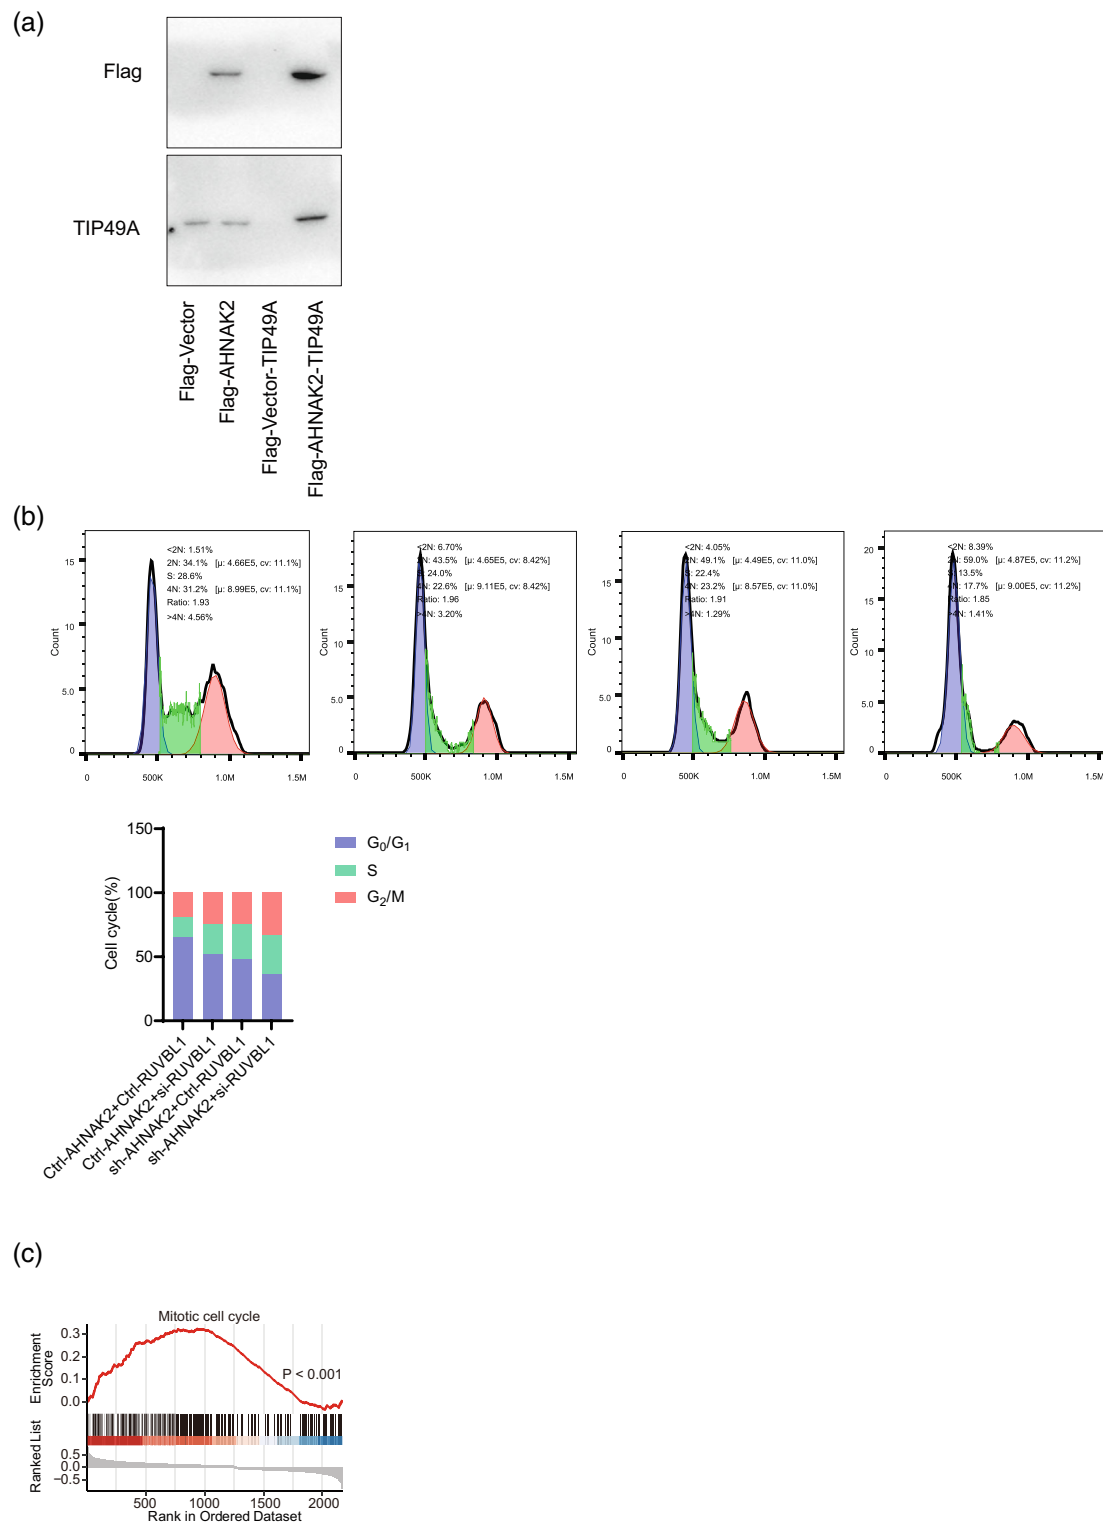 (a)
Flag
TIP49A
Flag-Vector
Flag-AHNAK2
Flag-Vector-TIP49A
Flag-AHNAK2-TIP49A
(b)
Count
15
10
5.0
0
0
500K
1.0M
1.5M
<2N: 1.51%
2N: 34.1% [µ: 4.66E5, cv: 11.1%]
S: 28.6%
4N: 31.2% [µ: 8.99E5, cv: 11.1%]
Ratio: 1.93
>4N: 4.56%
Count
15
10
5.0
0
0
500K
1.0M
1.5M
<2N: 6.70%
2N: 43.5% [µ: 4.65E5, cv: 8.42%]
S: 24.0%
4N: 22.6% [µ: 9.11E5, cv: 8.42%]
Ratio: 1.96
>4N: 3.20%
Count
15
10
5.0
0
0
500K
1.0M
1.5M
<2N: 4.05%
2N: 49.1% [µ: 4.49E5, cv: 11.0%]
S: 22.4%
4N: 23.2% [µ: 8.57E5, cv: 11.0%]
Ratio: 1.91
>4N: 1.29%
Count
20
15
10
5.0
0
0
500K
1.0M
1.5M
<2N: 8.39%
2N: 59.0% [µ: 4.87E5, cv: 11.2%]
S: 13.5%
4N: 17.7% [µ: 9.00E5, cv: 11.2%]
Ratio: 1.85
>4N: 1.41%
Cell cycle(%)
150
100
50
0
G0/G1
S
G2/M
Ctrl-AHNAK2+Ctrl-RUVBL1
Ctrl-AHNAK2+si-RUVBL1
sh-AHNAK2+Ctrl-RUVBL1
sh-AHNAK2+si-RUVBL1
(c)
Mitotic cell cycle
Enrichment
Score
0.3
0.2
0.1
0.0
P < 0.001
Ranked List
0.5
0.0
−0.5
500
1000
1500
2000
Rank in Ordered Dataset